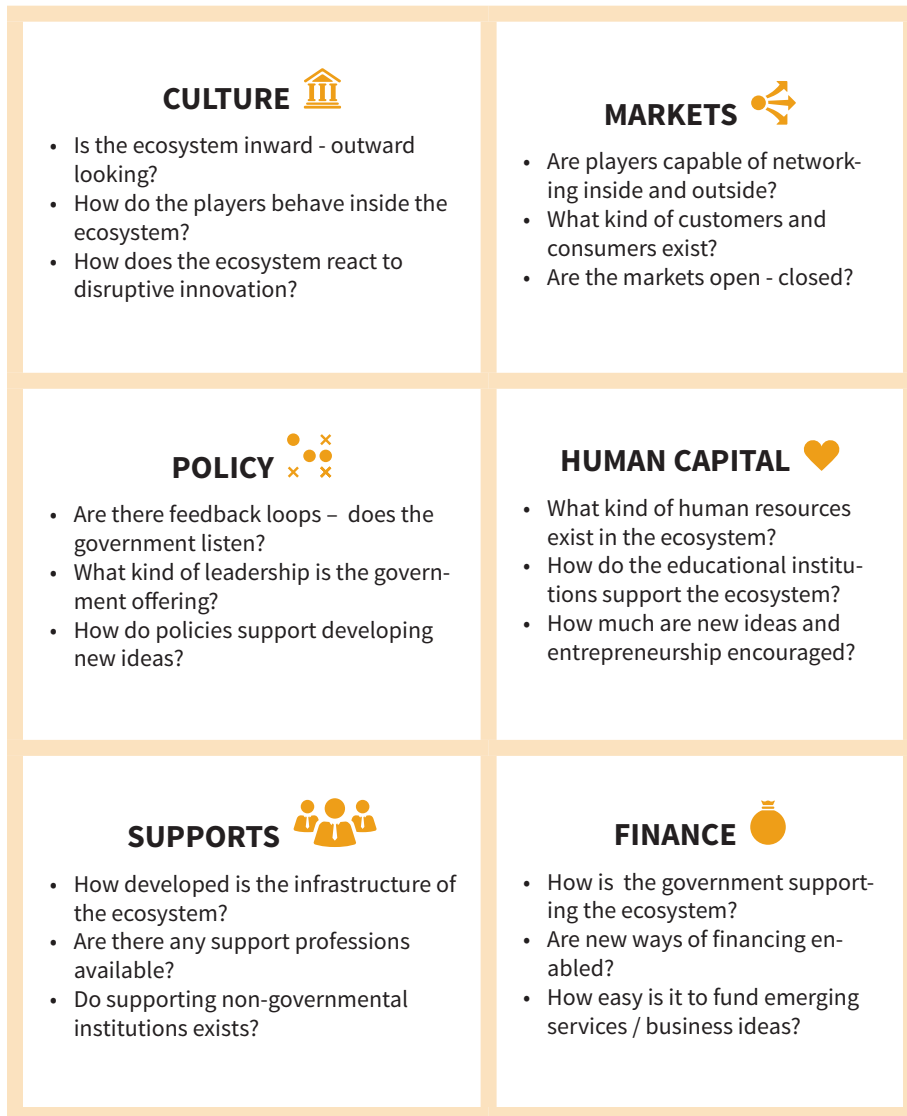 CULTURE
• Is the ecosystem inward - outward
looking?
• How do the players behave inside the
ecosystem?
• How does the ecosystem react to
disruptive innovation?
MARKETS
• Are players capable of network-
ing inside and outside?
• What kind of customers and
consumers exist?
• Are the markets open - closed?
POLICY
• Are there feedback loops – does the
government listen?
• What kind of leadership is the govern-
ment offering?
• How do policies support developing
new ideas?
HUMAN CAPITAL
• What kind of human resources
exist in the ecosystem?
• How do the educational institu-
tions support the ecosystem?
• How much are new ideas and
entrepreneurship encouraged?
SUPPORTS
• How developed is the infrastructure of
the ecosystem?
• Are there any support professions
available?
• Do supporting non-governmental
institutions exists?
FINANCE
• How is the government support-
ing the ecosystem?
• Are new ways of financing en-
abled?
• How easy is it to fund emerging
services / business ideas?